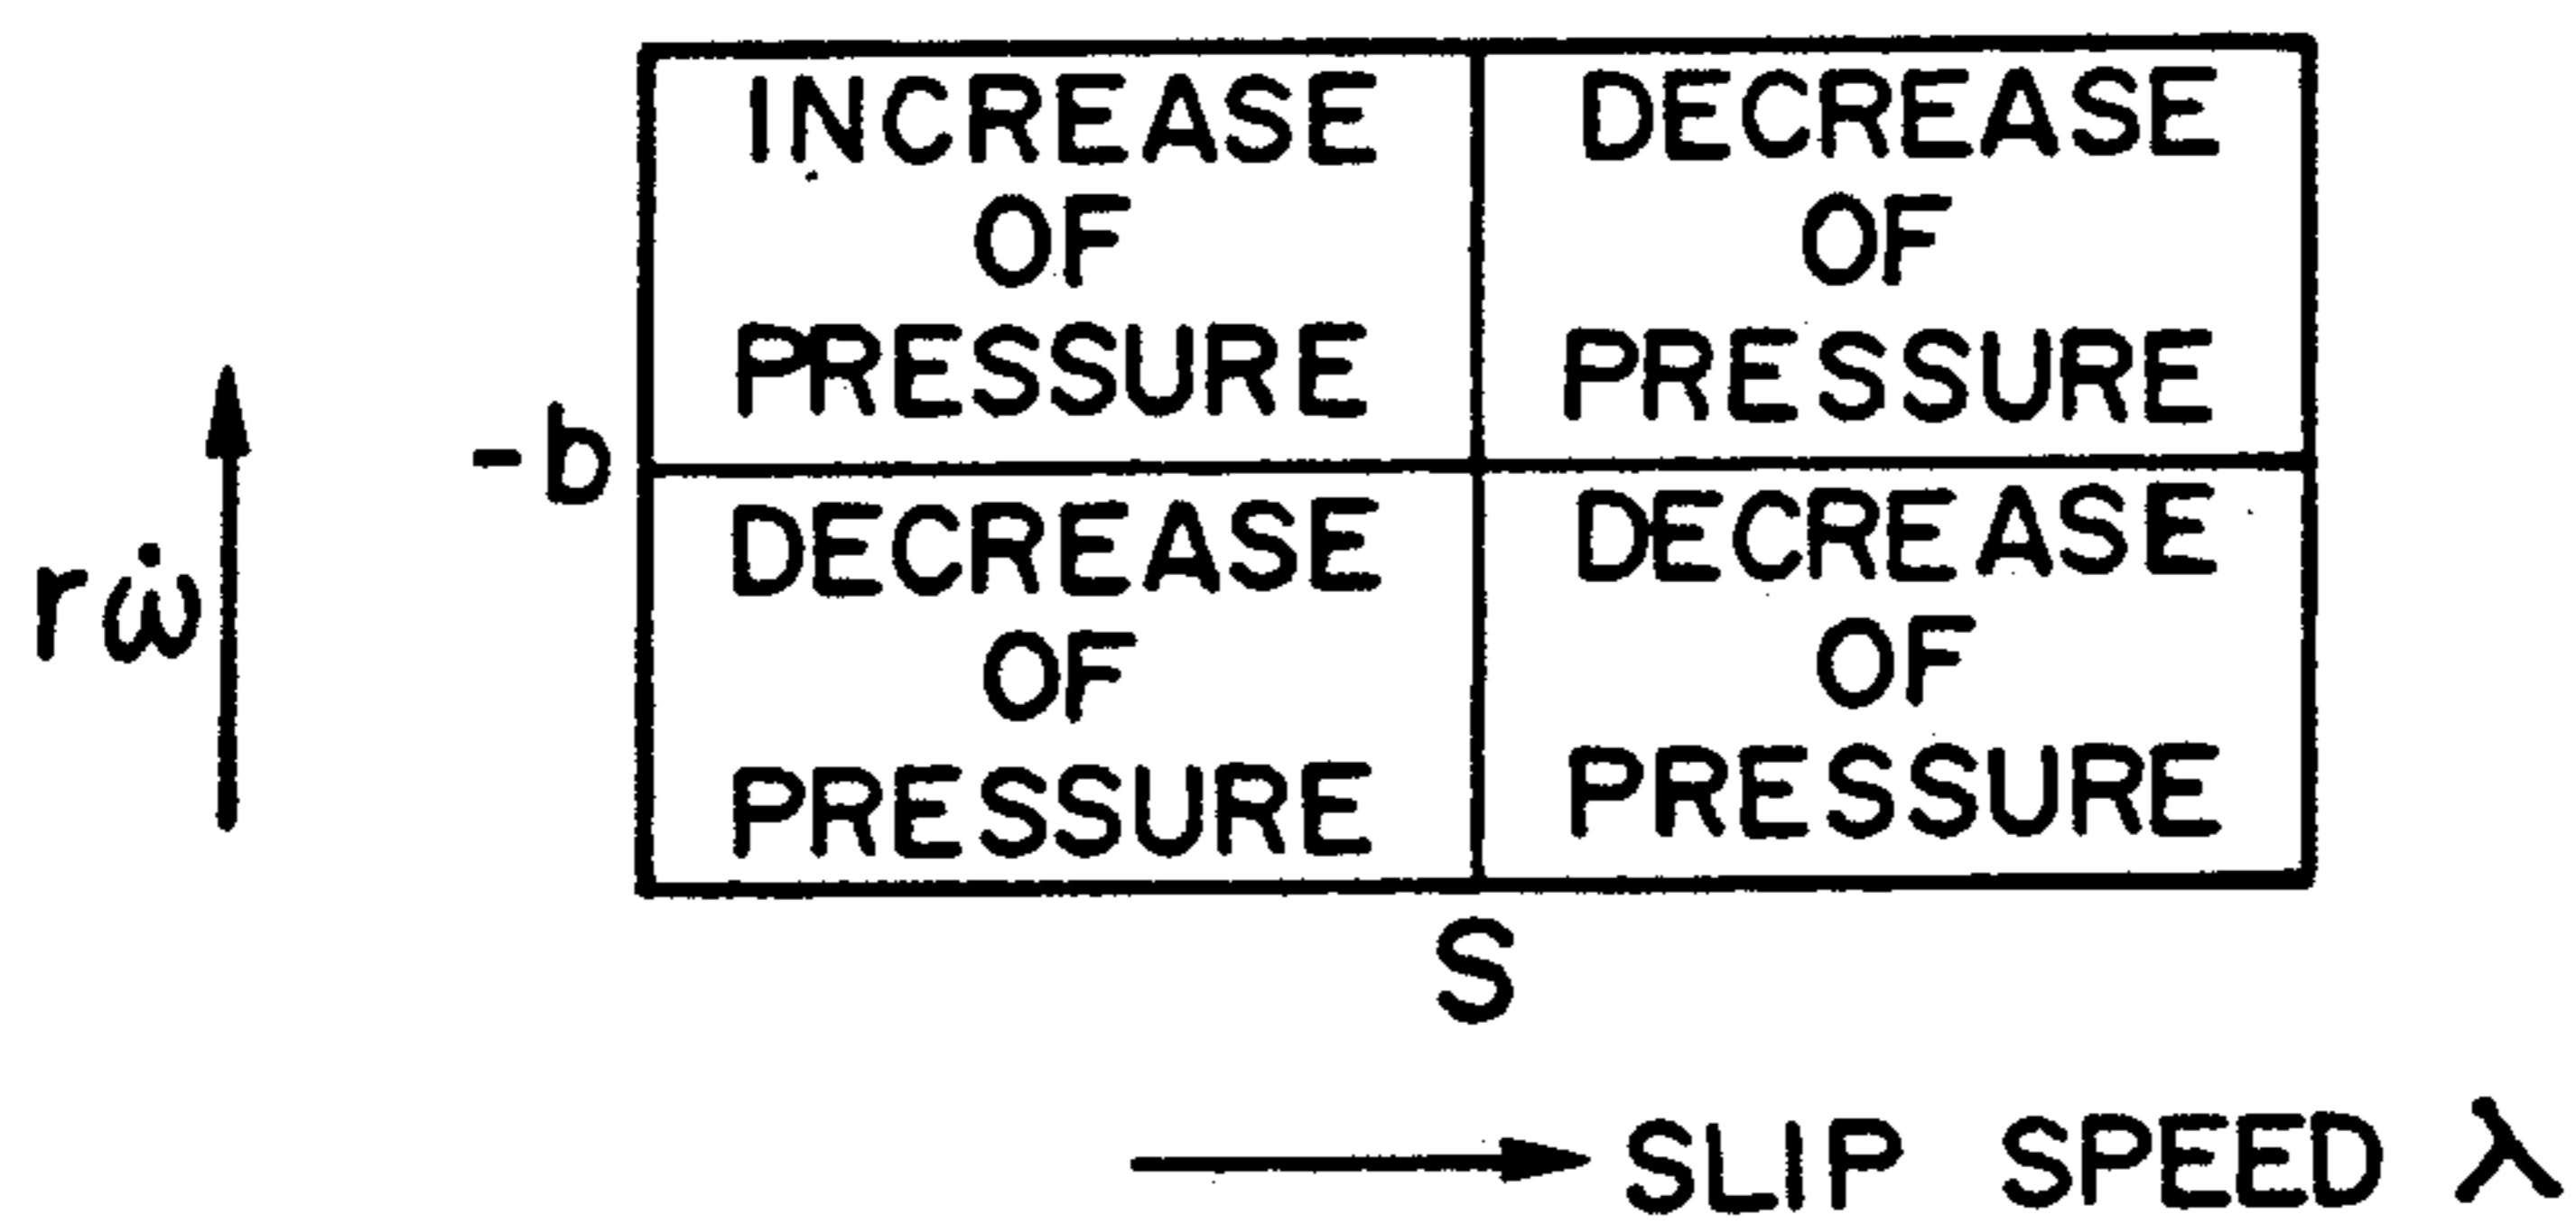 INCREASE
OF
PRESSURE
DECREASE
OF
PRESSURE
-b
rω̇
DECREASE
OF
PRESSURE
DECREASE
OF
PRESSURE
S
SLIP SPEED λ